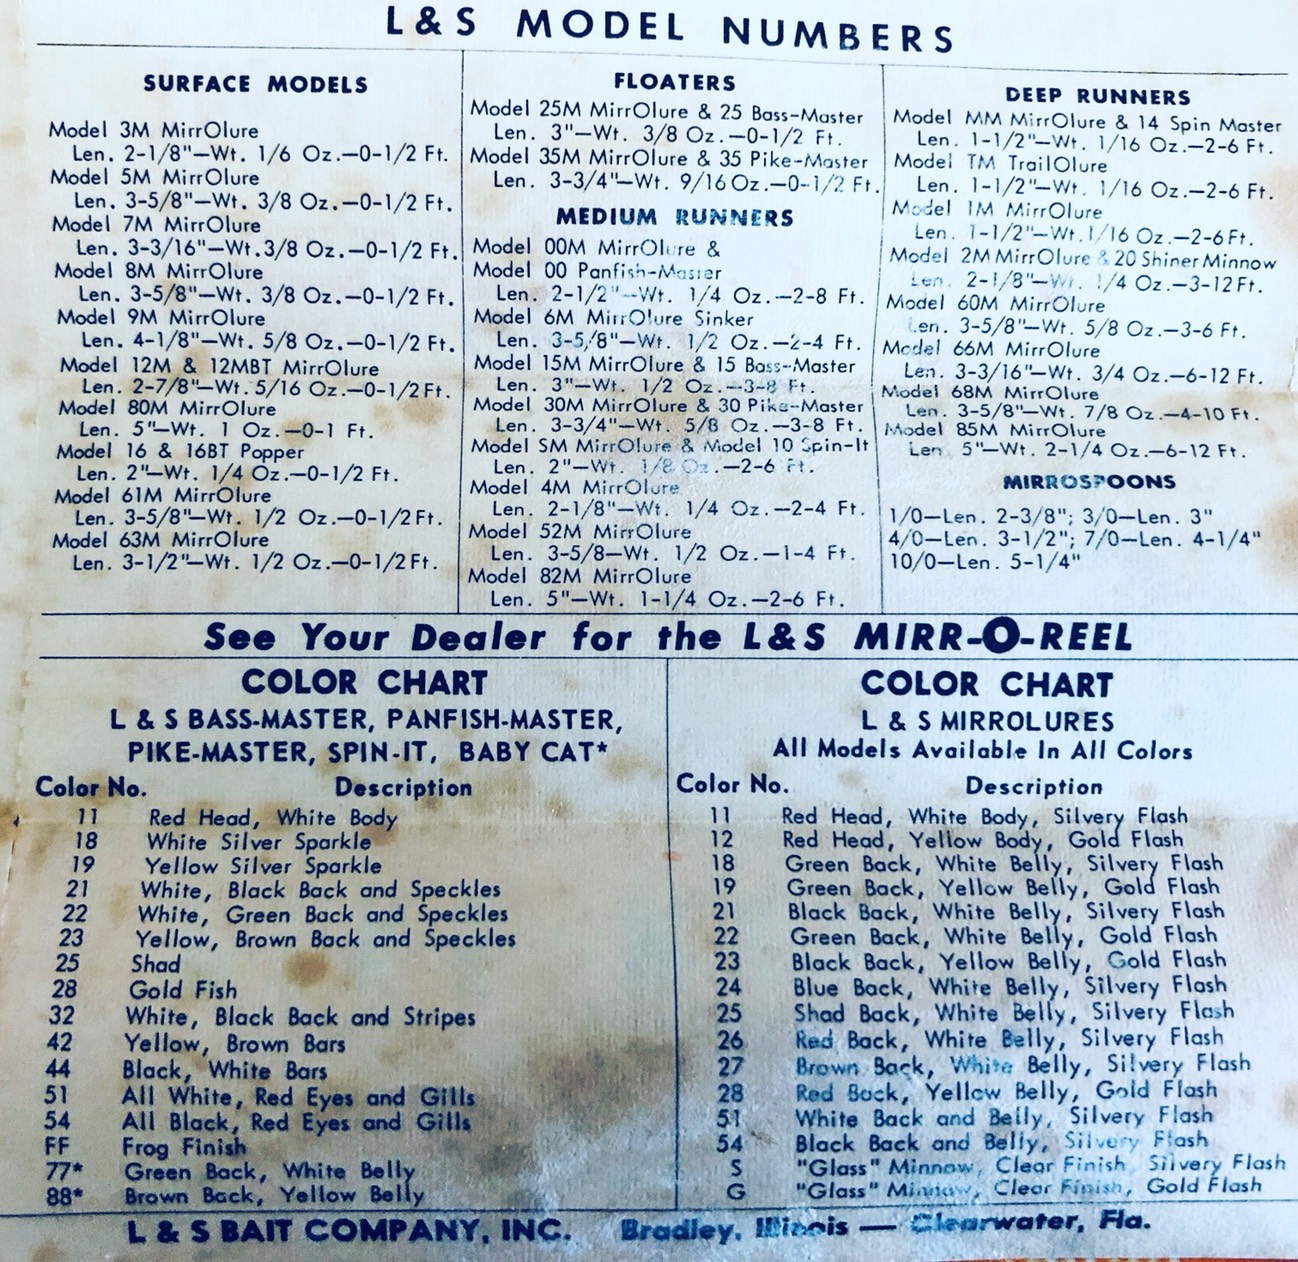 L & S MODEL NUMBERS
SURFACE MODELS
Model 3M MirrOlure
Len. 2-1/8"—Wt. 1/6 Oz.—0-1/2 Ft.
Model 5M MirrOlure
Len. 3-5/8"—Wt. 3/8 Oz.—0-1/2 Ft.
Model 7M MirrOlure
Len. 3-3/16"—Wt.3/8 Oz.—0-1/2 Ft.
Model 8M MirrOlure
Len. 3-5/8"—Wt. 3/8 Oz.—0-1/2 Ft.
Model 9M MirrOlure
Len. 4-1/8"—Wt. 5/8 Oz.—0-1/2 Ft.
Model 12M & 12MBT MirrOlure
Len. 2-7/8"—Wt. 5/16 Oz.—0-1/2 Ft.
Model 80M MirrOlure
Len. 5"—Wt. 1 Oz.—0-1 Ft.
Model 16 & 16BT Popper
Len. 2"—Wt. 1/4 Oz.—0-1/2 Ft.
Model 61M MirrOlure
Len. 3-5/8"—Wt. 1/2 Oz.—0-1/2 Ft.
Model 63M MirrOlure
Len. 3-1/2"—Wt. 1/2 Oz.—0-1/2 Ft.
FLOATERS
Model 25M MirrOlure & 25 Bass-Master
Len. 3"—Wt. 3/8 Oz.—0-1/2 Ft.
Model 35M MirrOlure & 35 Pike-Master
Len. 3-3/4"—Wt. 9/16 Oz.—0-1/2 Ft.
MEDIUM RUNNERS
Model 00M MirrOlure &
Model 00 Panfish-Master
Len. 2-1/2"—Wt. 1/4 Oz.—2-8 Ft.
Model 6M MirrOlure Sinker
Len. 3-5/8"—Wt. 1/2 Oz.—2-4 Ft.
Model 15M MirrOlure & 15 Bass-Master
Len. 3"—Wt. 1/2 Oz.—3-8 Ft.
Model 30M MirrOlure & 30 Pike-Master
Len. 3-3/4"—Wt. 5/8 Oz.—3-8 Ft.
Model SM MirrOlure & Model 10 Spin-It
Len. 2"—Wt. 1/8 Oz.—2-6 Ft.
Model 4M MirrOlure
Len. 2-1/8"—Wt. 1/4 Oz.—2-4 Ft.
Model 52M MirrOlure
Len. 3-5/8—Wt. 1/2 Oz.—1-4 Ft.
Model 82M MirrOlure
Len. 5"—Wt. 1-1/4 Oz.—2-6 Ft.
DEEP RUNNERS
Model MM MirrOlure & 14 Spin Master
Len. 1-1/2"—Wt. 1/16 Oz.—2-6 Ft.
Model TM TrailOlure
Len. 1-1/2"—Wt. 1/16 Oz.—2-6 Ft.
Model 1M MirrOlure
Len. 1-1/2"—Wt. 1/16 Oz.—2-6 Ft.
Model 2M MirrOlure & 20 Shiner Minnow
Len. 2-1/8"—Wt. 1/4 Oz.—3-12 Ft.
Model 60M MirrOlure
Len. 3-5/8"—Wt. 5/8 Oz.—3-6 Ft.
Model 66M MirrOlure
Len. 3-3/16"—Wt. 3/4 Oz.—6-12 Ft.
Model 68M MirrOlure
Len. 3-5/8"—Wt. 7/8 Oz.—4-10 Ft.
Model 85M MirrOlure
Len 5"—Wt. 2-1/4 Oz.—6-12 Ft.
MIRROSPOONS
1/0—Len. 2-3/8"; 3/0—Len. 3"
4/0—Len. 3-1/2"; 7/0—Len. 4-1/4"
10/0—Len. 5-1/4"
See Your Dealer for the L&S MIRR-O-REEL
COLOR CHART
L & S BASS-MASTER, PANFISH-MASTER,
PIKE-MASTER, SPIN-IT, BABY CAT*
Color No. Description
11 Red Head, White Body
18 White Silver Sparkle
19 Yellow Silver Sparkle
21 White, Black Back and Speckles
22 White, Green Back and Speckles
23 Yellow, Brown Back and Speckles
25 Shad
28 Gold Fish
32 White, Black Back and Stripes
42 Yellow, Brown Bars
44 Black, White Bars
51 All White, Red Eyes and Gills
54 All Black, Red Eyes and Gills
FF Frog Finish
77* Green Back, White Belly
88* Brown Back, Yellow Belly
COLOR CHART
L & S MIRROLURES
All Models Available In All Colors
Color No. Description
11 Red Head, White Body, Silvery Flash
12 Red Head, Yellow Body, Gold Flash
18 Green Back, White Belly, Silvery Flash
19 Green Back, Yellow Belly, Gold Flash
21 Black Back, White Belly, Silvery Flash
22 Green Back, White Belly, Gold Flash
23 Black Back, Yellow Belly, Gold Flash
24 Blue Back, White Belly, Silvery Flash
25 Shad Back, White Belly, Silvery Flash
26 Red Back, White Belly, Silvery Flash
27 Brown Back, White Belly, Silvery Flash
28 Red Back, Yellow Belly, Gold Flash
51 White Back and Belly, Silvery Flash
54 Black Back and Belly, Silvery Flash
S "Glass" Minnow, Clear Finish, Silvery Flash
G "Glass" Minnow, Clear Finish, Gold Flash
L & S BAIT COMPANY, INC. Bradley, Illinois — Clearwater, Fla.